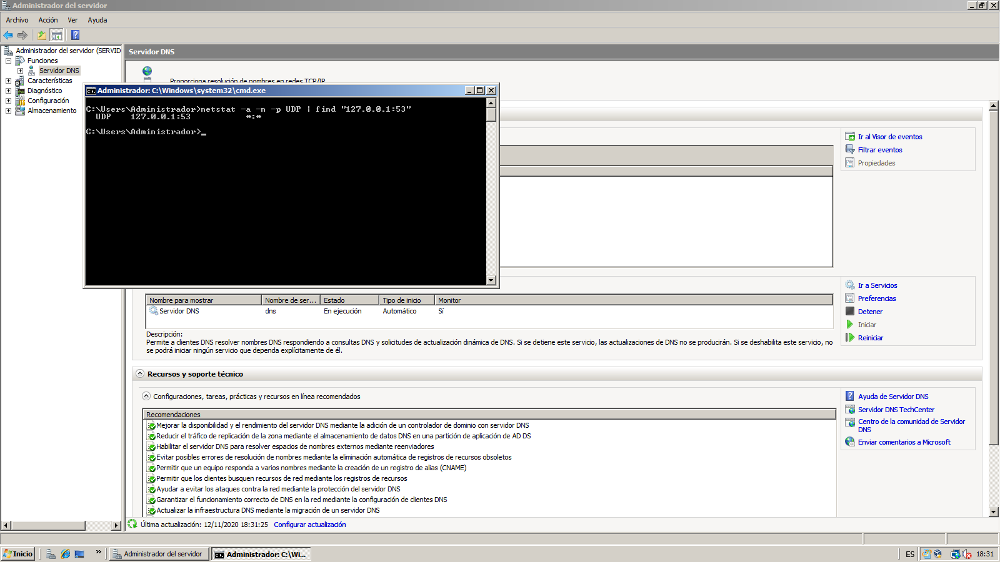 Administrador del servidor
Archivo Acción Ver Ayuda
Administrador del servidor (SERVID
Funciones
Servidor DNS
Características
Diagnóstico
Configuración
Almacenamiento
Servidor DNS
Proporciona resolución de nombres en redes TCP/IP
Administrador: C:\Windows\system32\cmd.exe
C:\Users\Administrador>netstat -a -n -p UDP | find "127.0.0.1:53"
UDP 127.0.0.1:53 *:*
C:\Users\Administrador>_
Ir al Visor de eventos
Filtrar eventos
Propiedades
Nombre para mostrar Nombre de ser... Estado Tipo de inicio Monitor
Servidor DNS dns En ejecución Automático Sí
Descripción:
Permite a clientes DNS resolver nombres DNS respondiendo a consultas DNS y solicitudes de actualización dinámica de DNS. Si se detiene este servicio, las actualizaciones de DNS no se producirán. Si se deshabilita este servicio, no
se podrá iniciar ningún servicio que dependa explícitamente de él.
Ir a Servicios
Preferencias
Detener
Iniciar
Reiniciar
Recursos y soporte técnico
Configuraciones, tareas, prácticas y recursos en línea recomendados
Recomendaciones
Mejorar la disponibilidad y el rendimiento del servidor DNS mediante la adición de un controlador de dominio con servidor DNS
Reducir el tráfico de replicación de la zona mediante el almacenamiento de datos DNS en una partición de aplicación de AD DS
Habilitar el servidor DNS para resolver espacios de nombres externos mediante reenviadores
Evitar posibles errores de resolución de nombres mediante la eliminación automática de registros de recursos obsoletos
Permitir que un equipo responda a varios nombres mediante la creación de un registro de alias (CNAME)
Permitir que los clientes busquen recursos de red mediante los registros de recursos
Ayudar a evitar los ataques contra la red mediante la protección del servidor DNS
Garantizar el funcionamiento correcto de DNS en la red mediante la configuración de clientes DNS
Actualizar la infraestructura DNS mediante la migración de un servidor DNS
Ayuda de Servidor DNS
Servidor DNS TechCenter
Centro de la comunidad de Servidor
DNS
Enviar comentarios a Microsoft
Última actualización: 12/11/2020 18:31:25 Configurar actualización
Inicio » Administrador del servidor Administrador: C:\Wi... ES 18:31